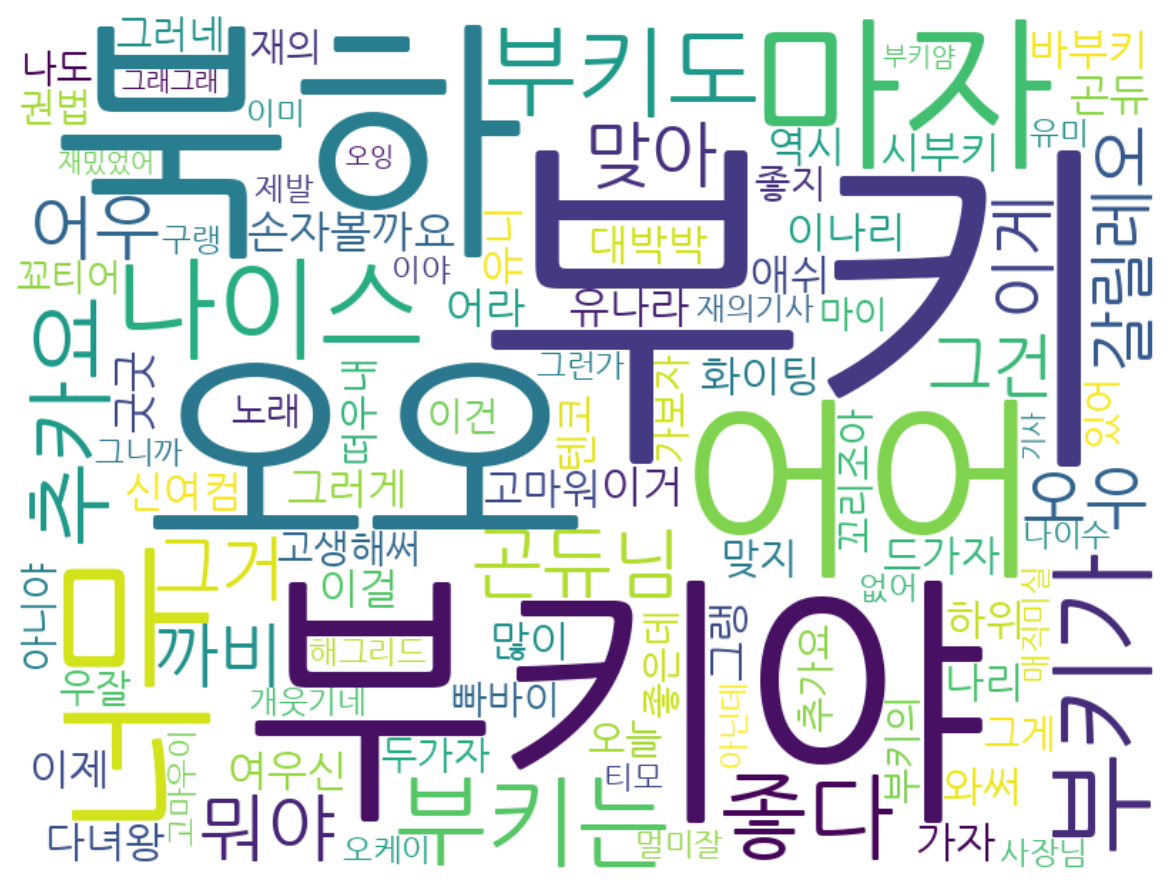 그러네
재의
부키도
마자
부키얌
바부키
나도
북하
그래그래
권법
이미
곤듀
재밌었어
오잉
맞아
역시
시부키
유미
제발
좋지
오우
구랭
손자볼까요
유니
대박박
이나리
이게
갈릴레오
꼬티어
나이스
이야
부키
애쉬
어라
유나라
재의기사
마이
추카요
굿굿
그런가
화이팅
그건
오오
노래
떠우내
이건
텐코
가보자
어어
꼬리조아
기사
있어
그니까
신여컴
그러게
고마워
이거
오우
나이수
그거
고생해써
곤듀님
맞지
드가자
없어
아니야
이걸
부키야
까비
해그리드
많이
좋은데
그랭
추가요
하위
매직미실
부키가
우잘
개웃기네
빠바이
나리
이제
고마우이
여우신
두가자
오늘
아닌데
부키의
그게
티모
와써
다녀왕
뭐야
오케이
부키는
멀미잘
좋다
가자
사장님